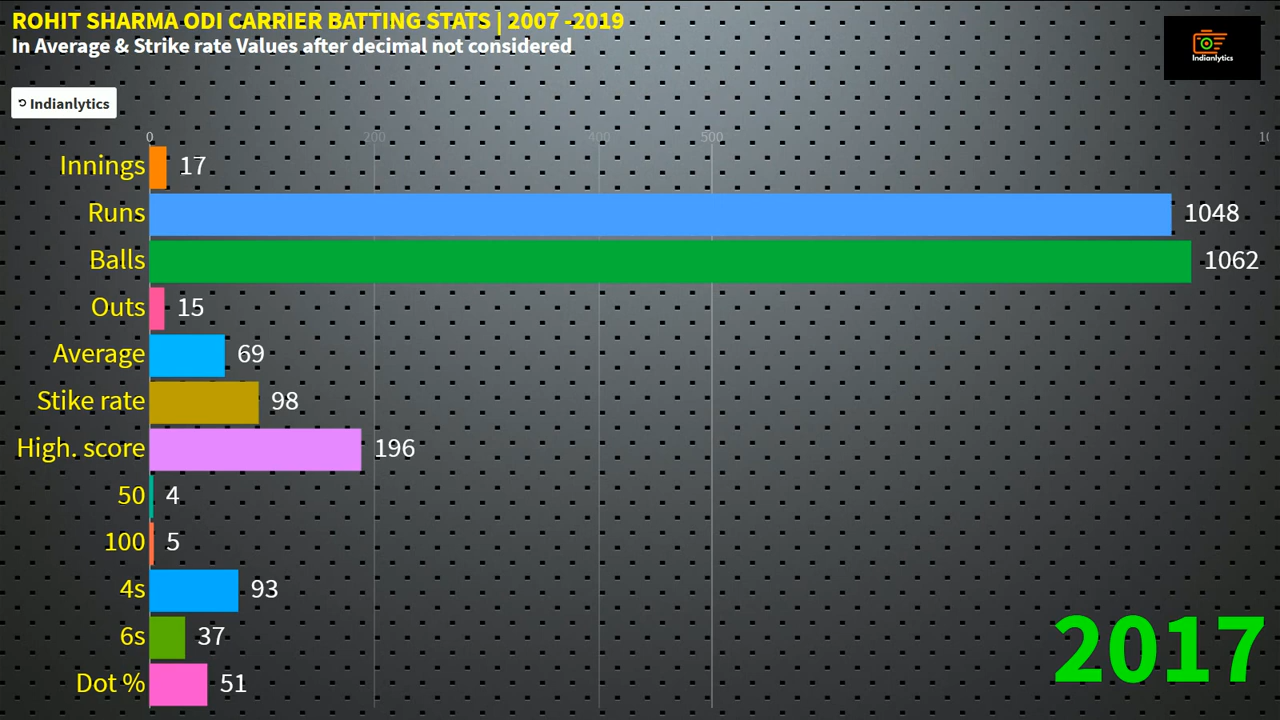 ROHIT SHARMA ODI CARRIER BATTING STATS | 2007 -2019
In Average & Strike rate Values after decimal not considered
Indianlytics
Indianlytics
0 200 400 500
Innings 17
Runs 1048
Balls 1062
Outs 15
Average 69
Stike rate 98
High. score 196
50 4
100 5
4s 93
6s 37
Dot % 51
2017